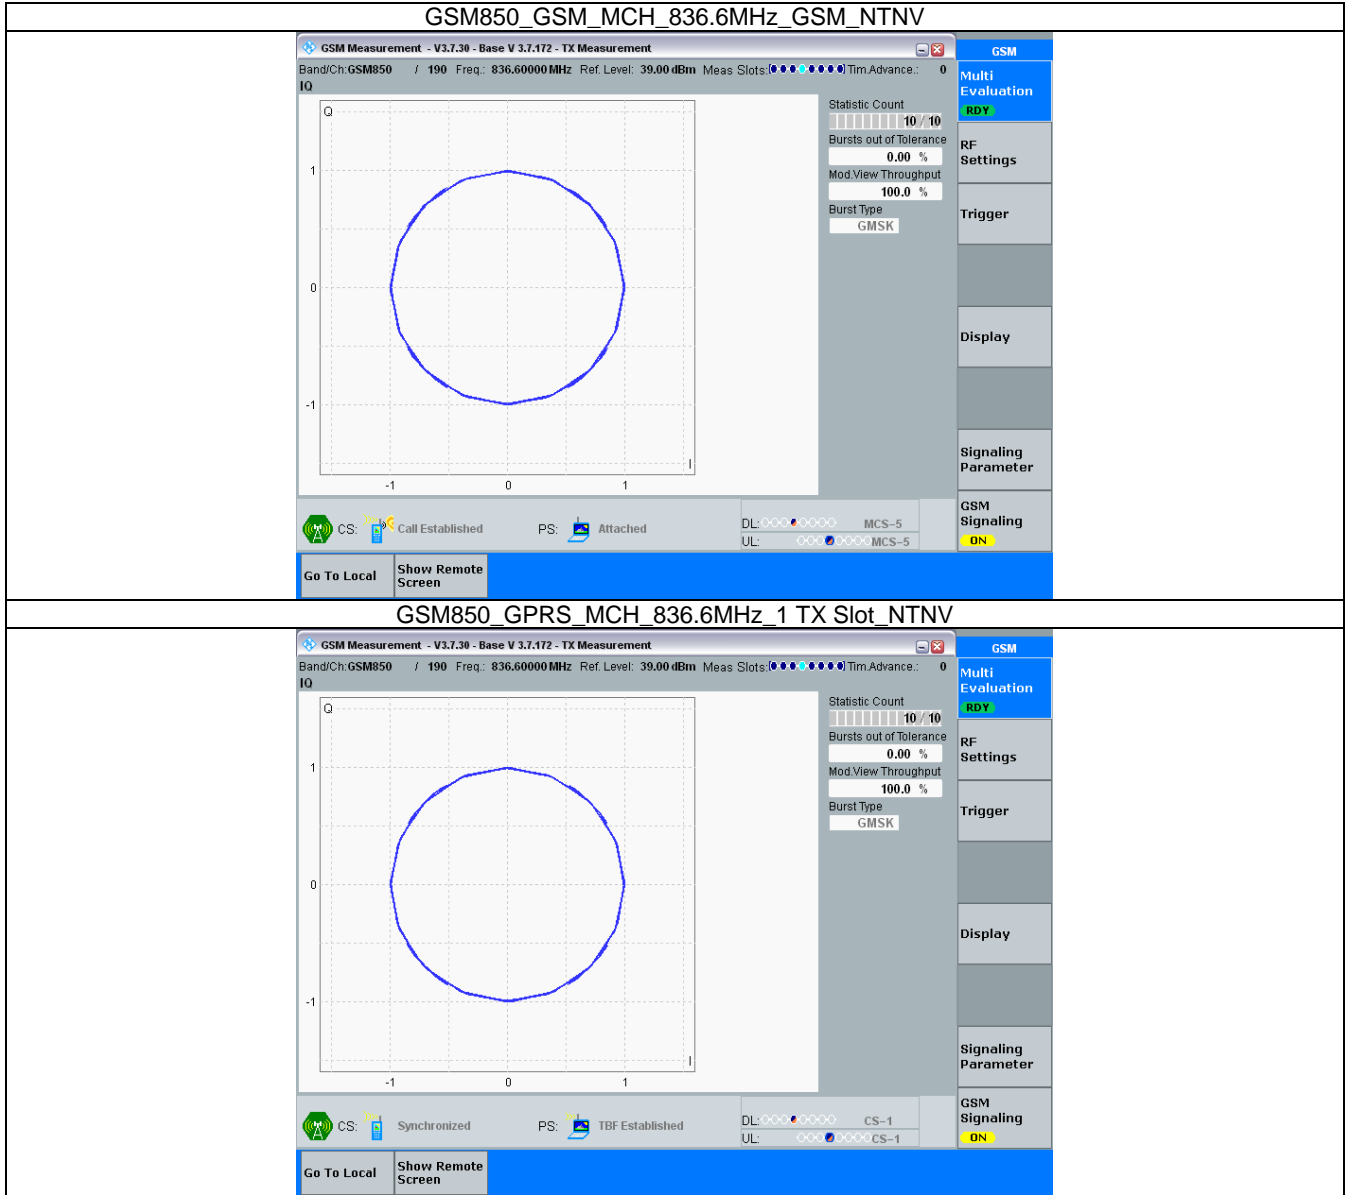 GSM850_GSM_MCH_836.6MHz_GSM_NTNV
GSM Measurement - V3.7.30 - Base V 3.7.172 - TX Measurement
GSM
Band/Ch:GSM850 / 190 Freq.: 836.60000 MHz Ref. Level: 39.00 dBm Meas Slots: Tim.Advance.: 0
IQ
Multi
Evaluation
RDY
Q
Statistic Count
10 / 10
Bursts out of Tolerance
0.00 %
Mod.View Throughput
100.0 %
Burst Type
GMSK
RF
Settings
Trigger
Display
1
0
-1
I
-1 0 1
Signaling
Parameter
GSM
Signaling
ON
CS: Call Established PS: Attached
DL: MCS-5
UL: MCS-5
Go To Local
Show Remote
Screen
GSM850_GPRS_MCH_836.6MHz_1 TX Slot_NTNV
GSM Measurement - V3.7.30 - Base V 3.7.172 - TX Measurement
GSM
Band/Ch:GSM850 / 190 Freq.: 836.60000 MHz Ref. Level: 39.00 dBm Meas Slots: Tim.Advance.: 0
IQ
Multi
Evaluation
RDY
Q
Statistic Count
10 / 10
Bursts out of Tolerance
0.00 %
Mod.View Throughput
100.0 %
Burst Type
GMSK
RF
Settings
Trigger
Display
1
0
-1
I
-1 0 1
Signaling
Parameter
GSM
Signaling
ON
CS: Synchronized PS: TBF Established
DL: CS-1
UL: CS-1
Go To Local
Show Remote
Screen